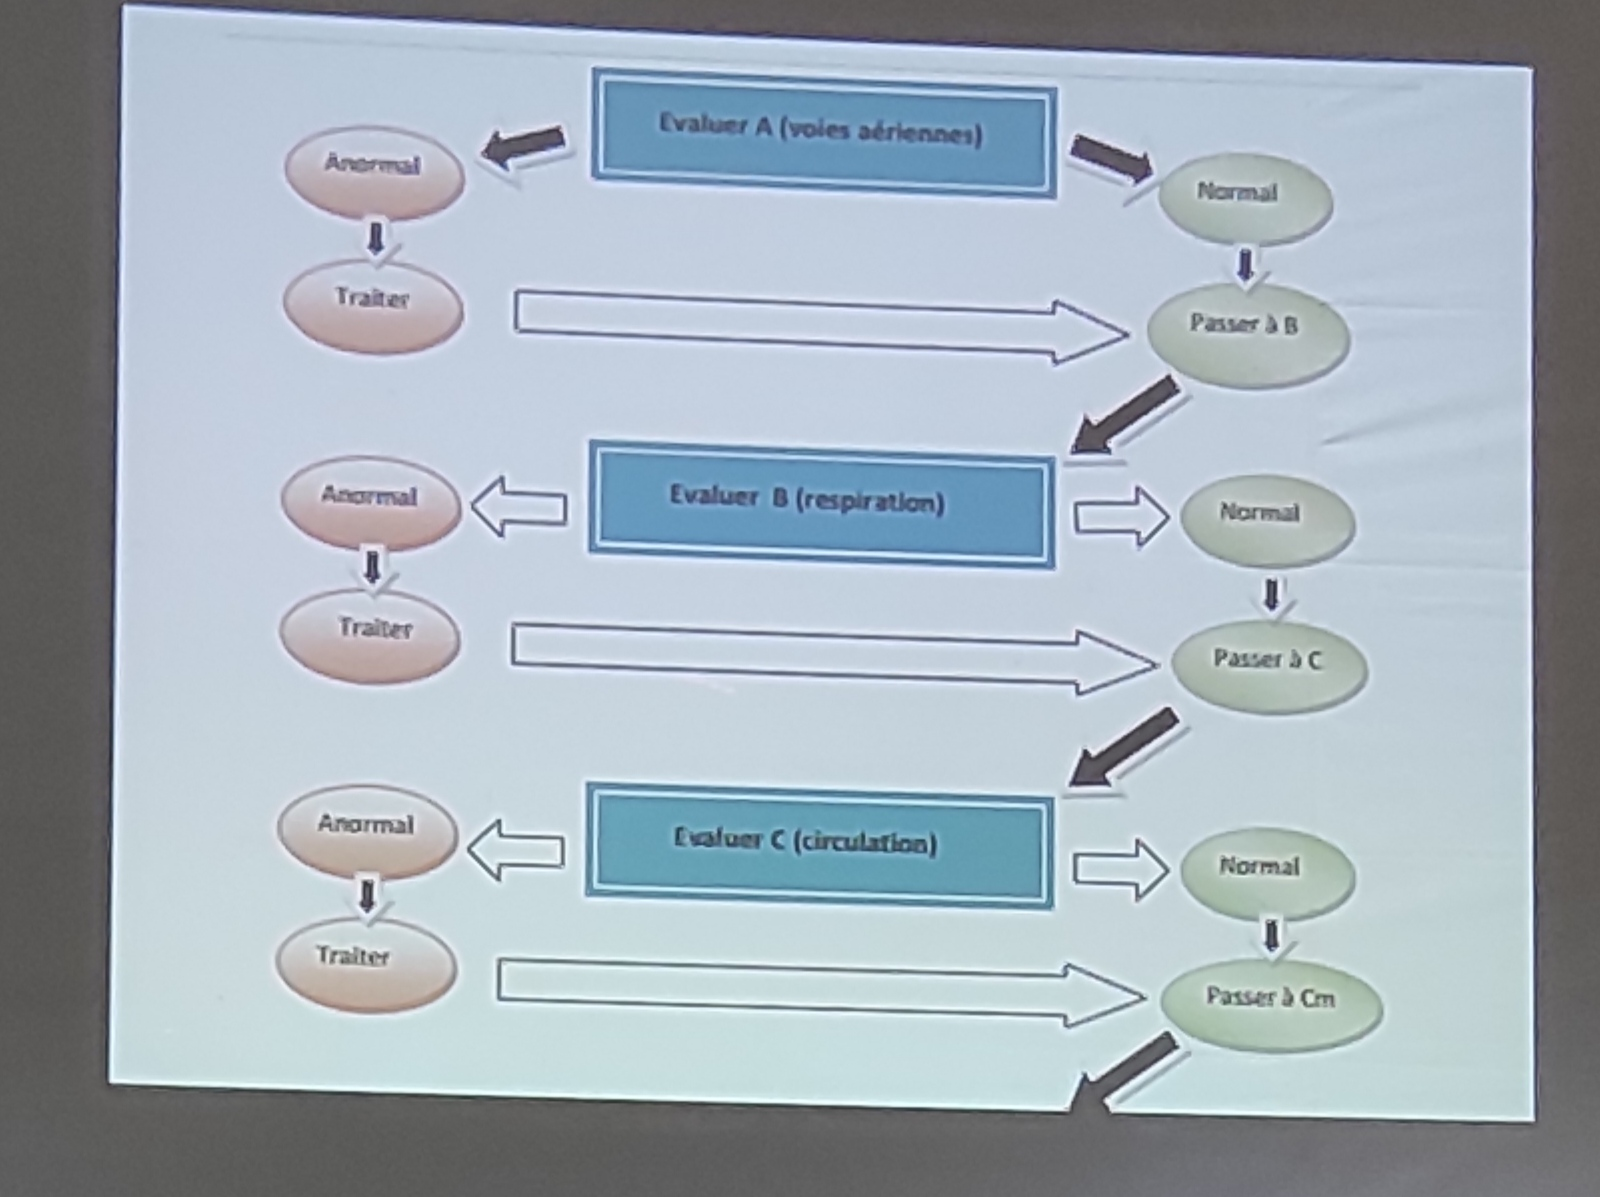 Evaluer A (voies aériennes)
Anormal
Normal
Traiter
Passer à B
Evaluer B (respiration)
Anormal
Normal
Traiter
Passer à C
Evaluer C (circulation)
Anormal
Normal
Traiter
Passer à Cm